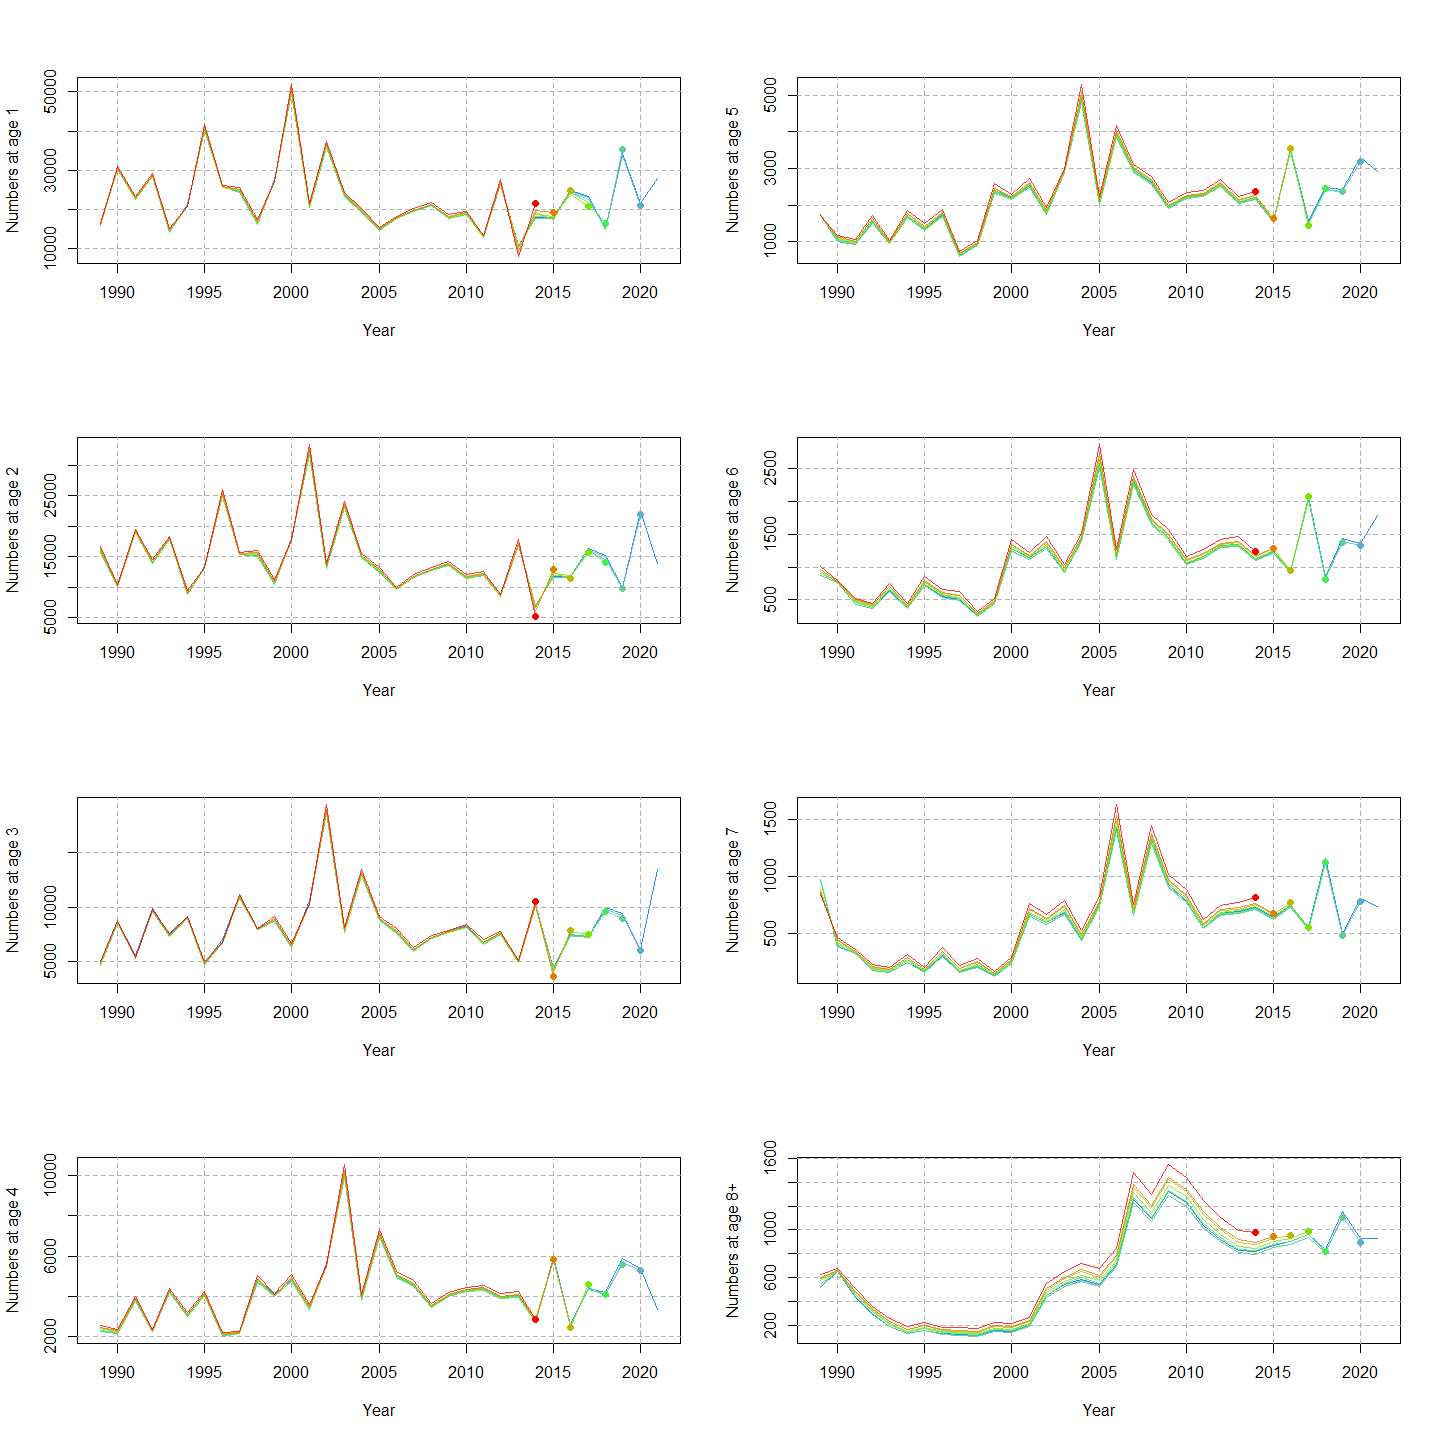 Numbers at age 1
10000 30000 50000
1990 1995 2000 2005 2010 2015 2020
Year
Numbers at age 5
1000 3000 5000
1990 1995 2000 2005 2010 2015 2020
Year
Numbers at age 2
5000 15000 25000
1990 1995 2000 2005 2010 2015 2020
Year
Numbers at age 6
500 1500 2500
1990 1995 2000 2005 2010 2015 2020
Year
Numbers at age 3
5000 10000
1990 1995 2000 2005 2010 2015 2020
Year
Numbers at age 7
500 1000 1500
1990 1995 2000 2005 2010 2015 2020
Year
Numbers at age 4
2000 6000 10000
1990 1995 2000 2005 2010 2015 2020
Year
Numbers at age 8+
200 600 1000 1600
1990 1995 2000 2005 2010 2015 2020
Year